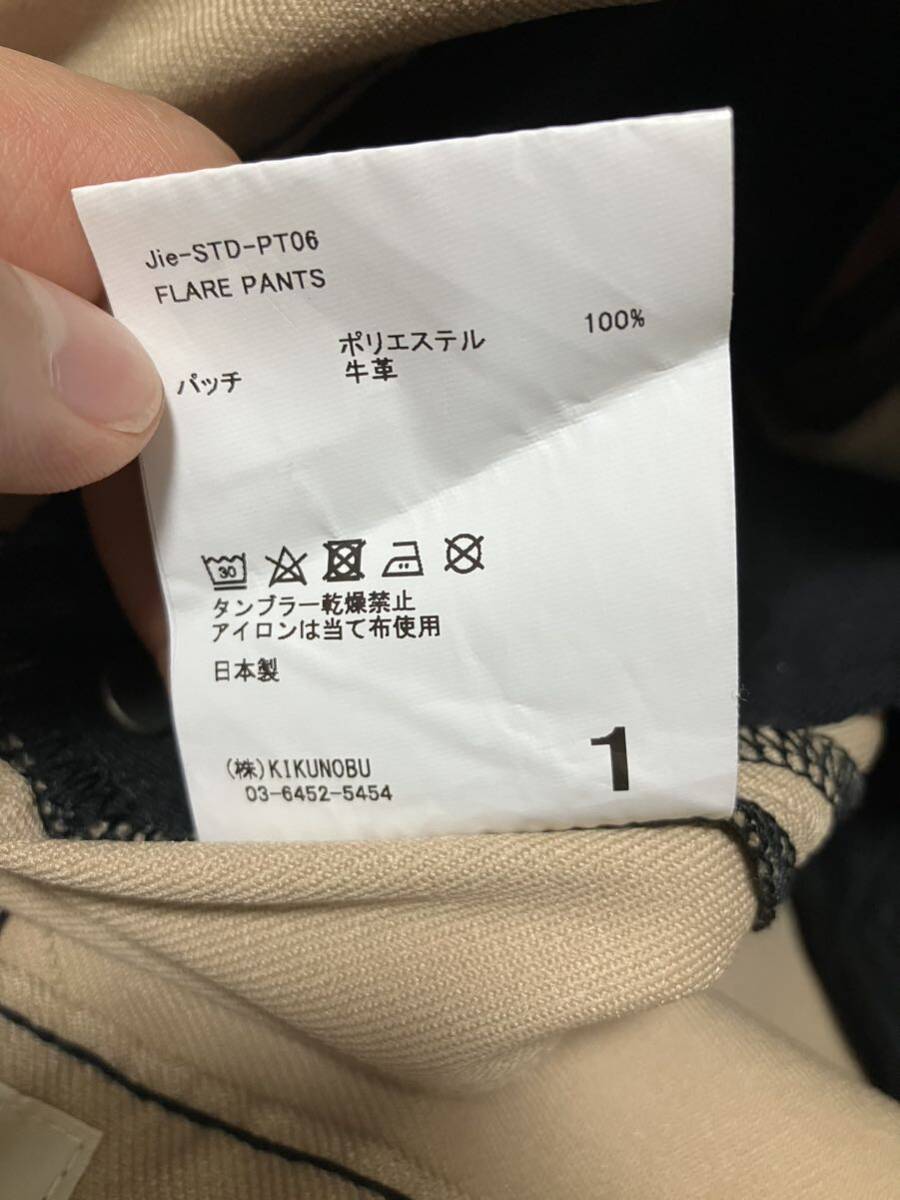 Jie-STD-PT06
FLARE PANTS
ポリエステル 100%
パッチ 牛革
30
タンブラー乾燥禁止
アイロンは当て布使用
日本製
(株)KIKUNOBU
03-6452-5454
1